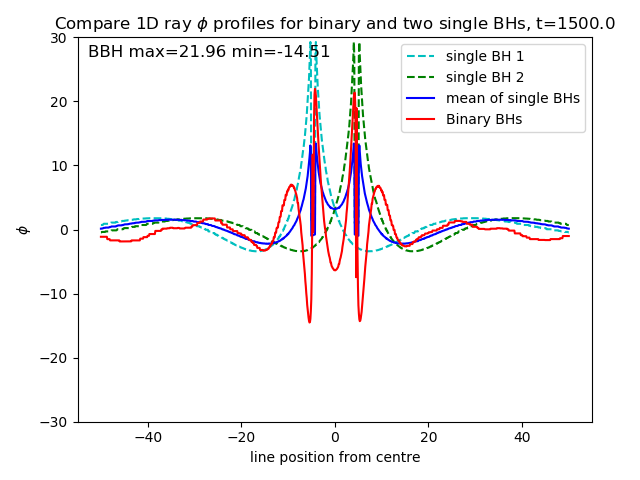 Compare 1D ray ϕ profiles for binary and two single BHs, t=1500.0
BBH max=21.96 min=-14.51
single BH 1
single BH 2
mean of single BHs
Binary BHs
30
20
10
0
−10
−20
−30
ϕ
−40
−20
0
20
40
line position from centre